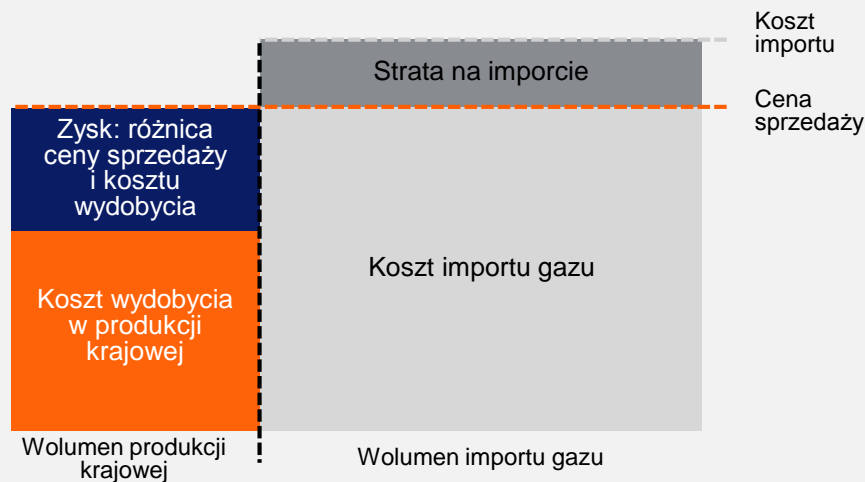 Koszt
importu
Strata na imporcie
Cena
sprzedaży
Zysk: różnica
ceny sprzedaży
i kosztu
wydobycia
Koszt importu gazu
Koszt wydobycia
w produkcji
krajowej
Wolumen produkcji
krajowej
Wolumen importu gazu